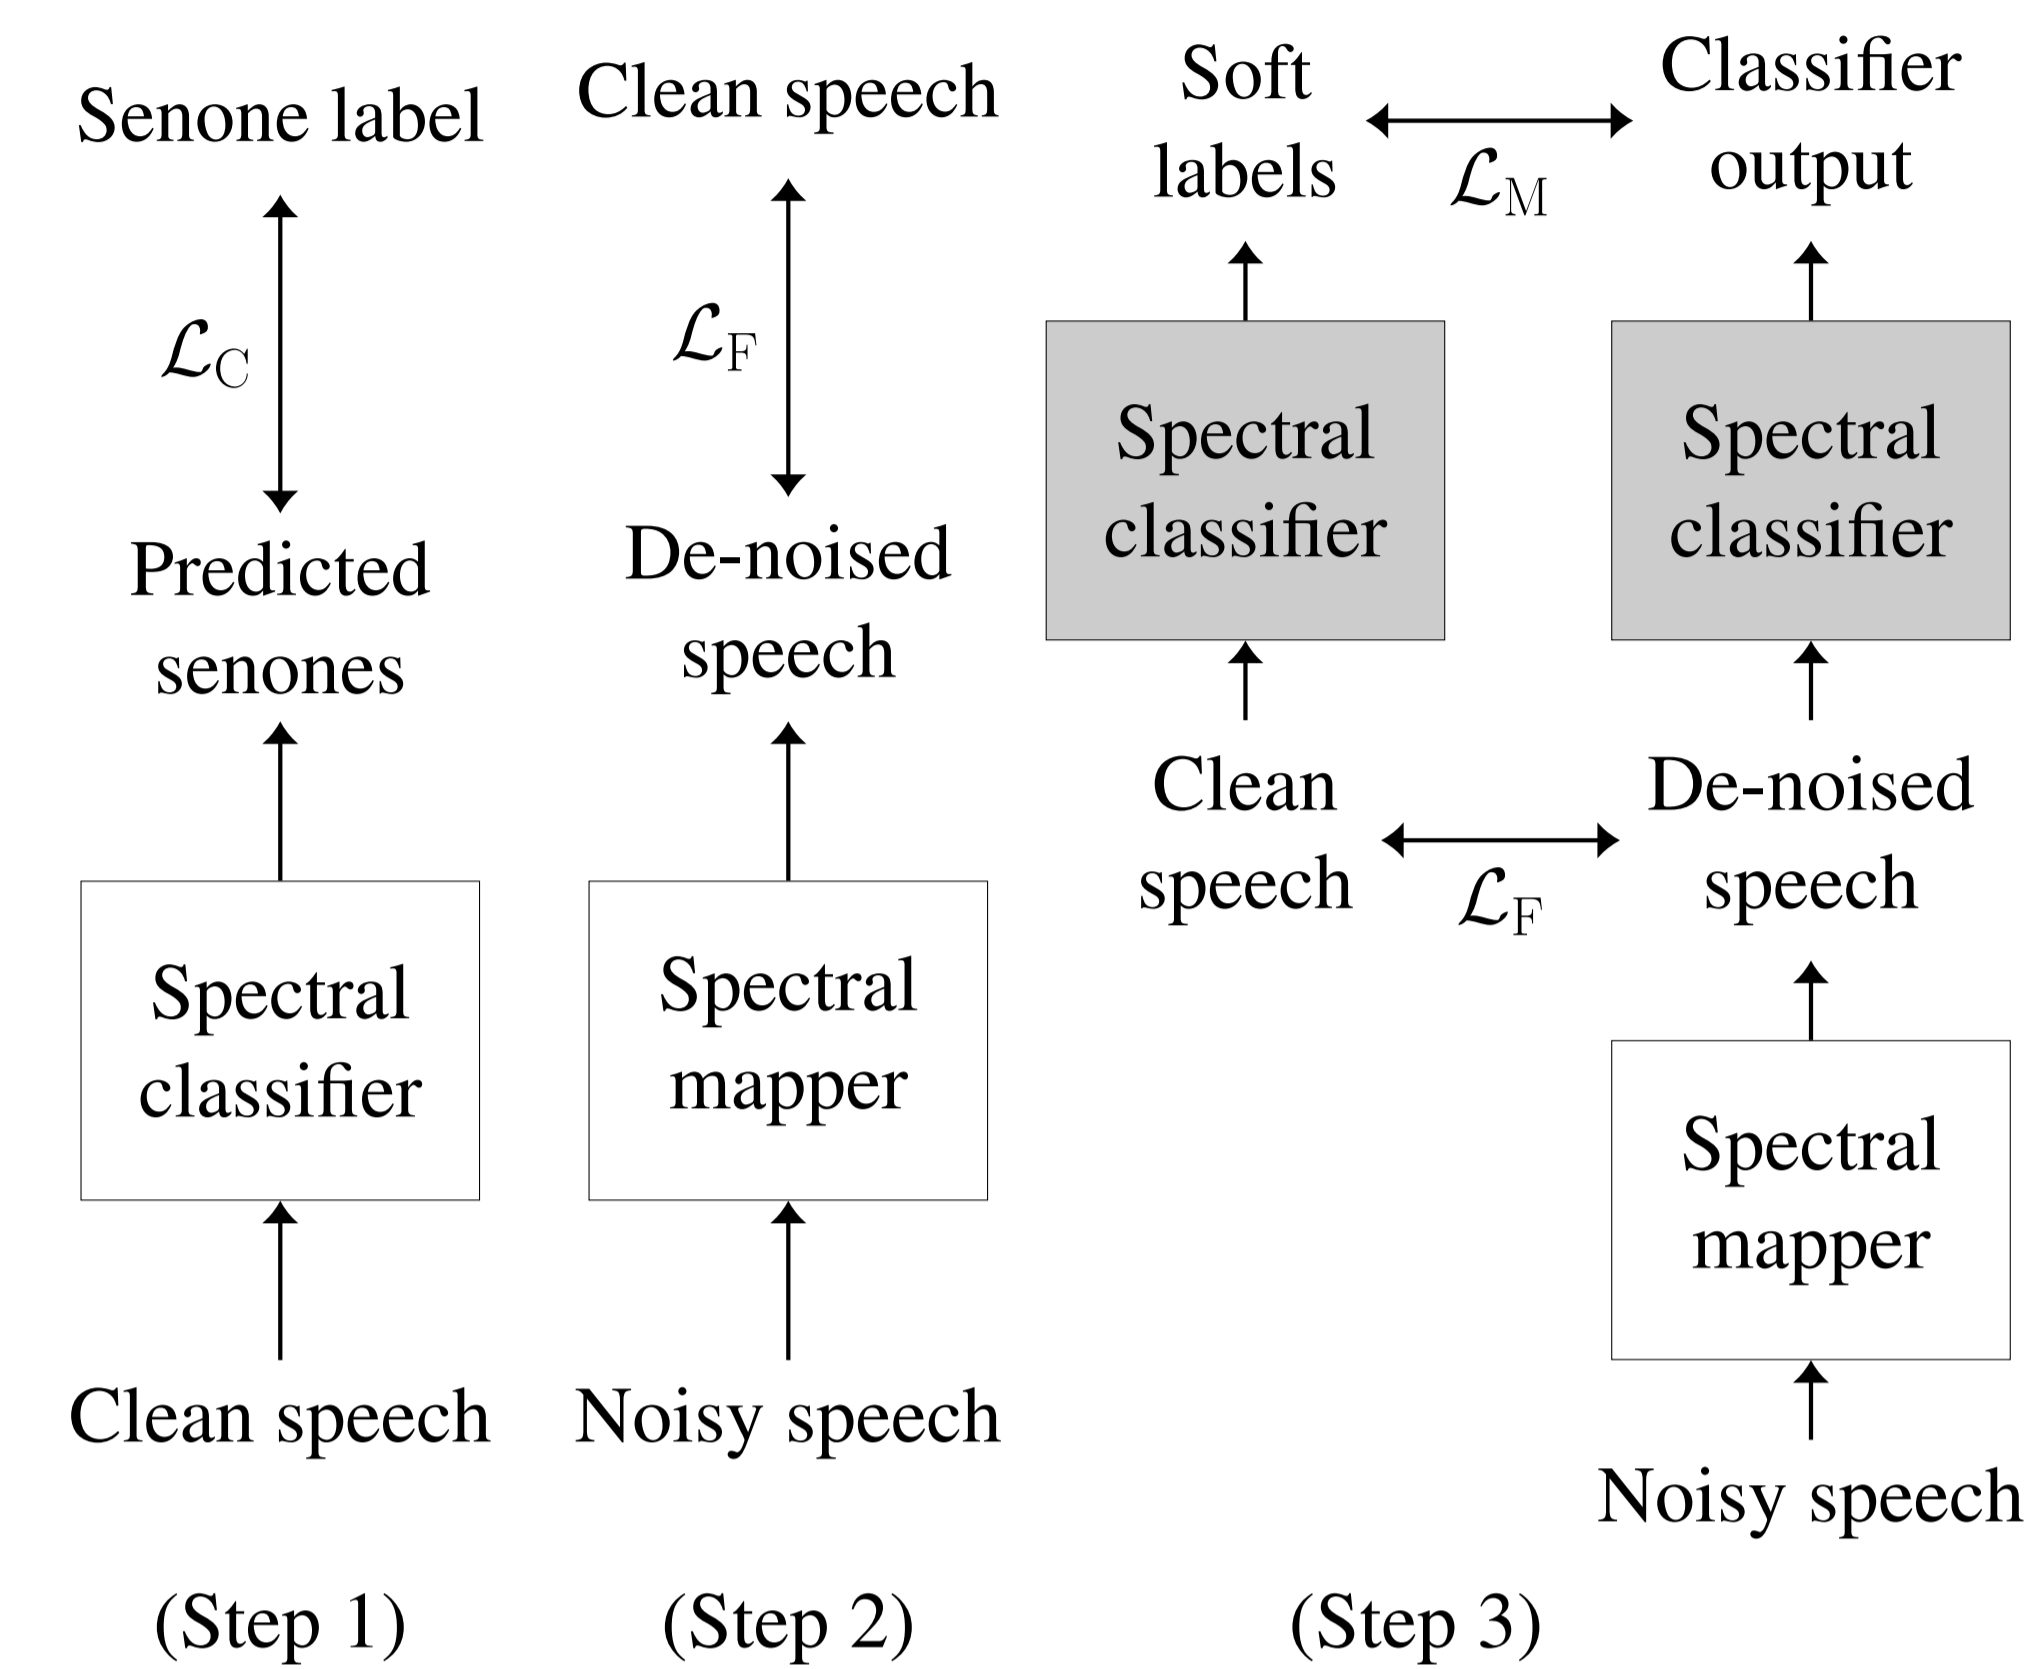 Senone label
ℒC
Predicted
senones
Spectral
classifier
Clean speech
(Step 1)
Clean speech
ℒF
De-noised
speech
Spectral
mapper
Noisy speech
(Step 2)
Soft
labels
ℒM
Classifier
output
Spectral
classifier
Spectral
classifier
Clean
speech
ℒF
De-noised
speech
Spectral
mapper
Noisy speech
(Step 3)